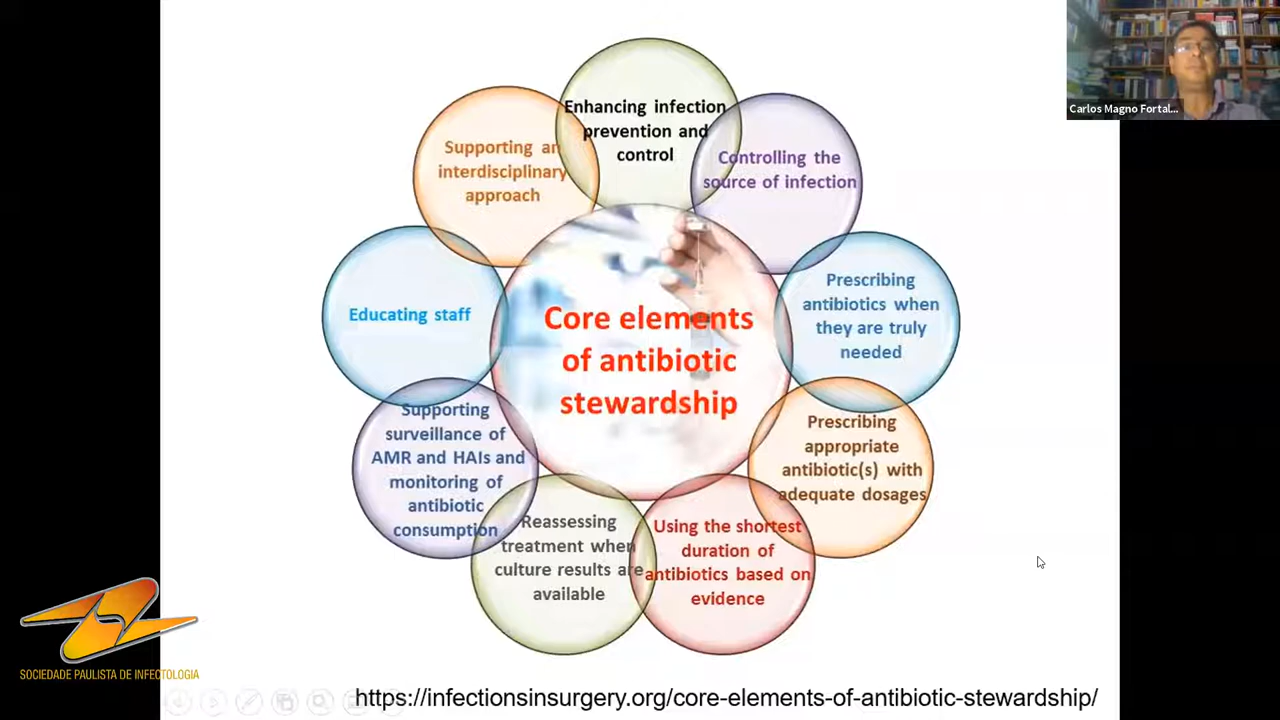 Carlos Magno Fortal...
Enhancing infection
prevention and
control
Controlling the
source of infection
Prescribing
antibiotics when
they are truly
needed
Prescribing
appropriate
antibiotic(s) with
adequate dosages
Using the shortest
duration of
antibiotics based on
evidence
Reassessing
treatment when
culture results are
available
Supporting
surveillance of
AMR and HAIs and
monitoring of
antibiotic
consumption
Educating staff
Supporting an
interdisciplinary
approach
Core elements
of antibiotic
stewardship
SOCIEDADE PAULISTA DE INFECTOLOGIA
https://infectionsinsurgery.org/core-elements-of-antibiotic-stewardship/